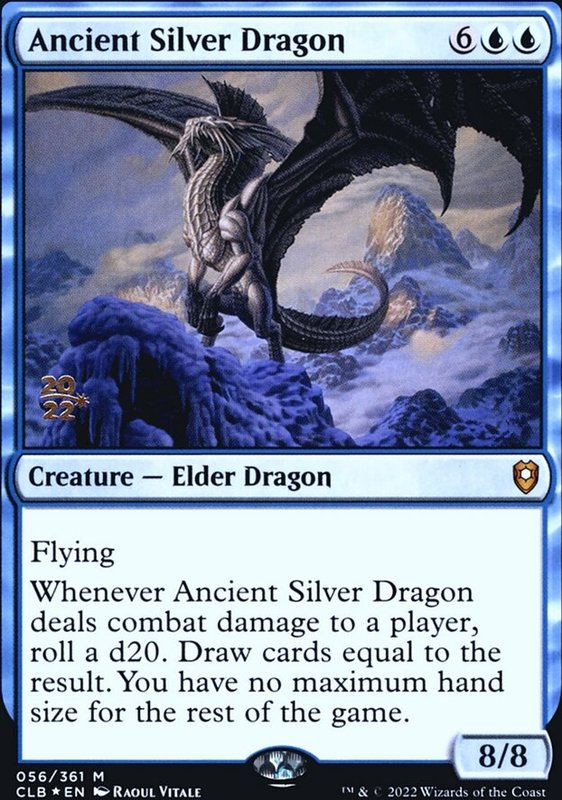 Ancient Silver Dragon 6
20
22
Creature — Elder Dragon
Flying
Whenever Ancient Silver Dragon
deals combat damage to a player,
roll a d20. Draw cards equal to the
result. You have no maximum hand
size for the rest of the game.
8/8
056/361 M
CLB ★ EN Raoul Vitale
™ & © 2022 Wizards of the Coast